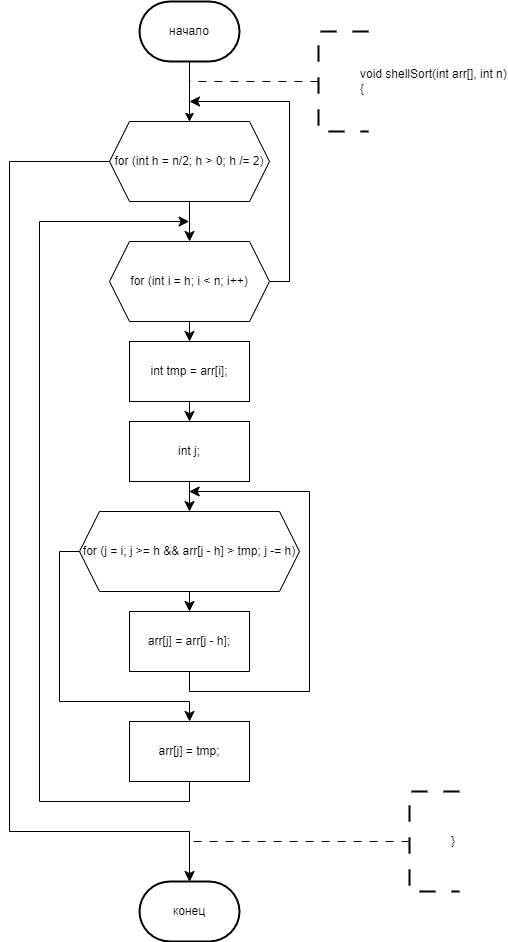 начало
void shellSort(int arr[], int n)
{
for (int h = n/2; h > 0; h /= 2)
for (int i = h; i < n; i++)
int tmp = arr[i];
int j;
for (j = i; j >= h && arr[j - h] > tmp; j -= h)
arr[j] = arr[j - h];
arr[j] = tmp;
}
конец